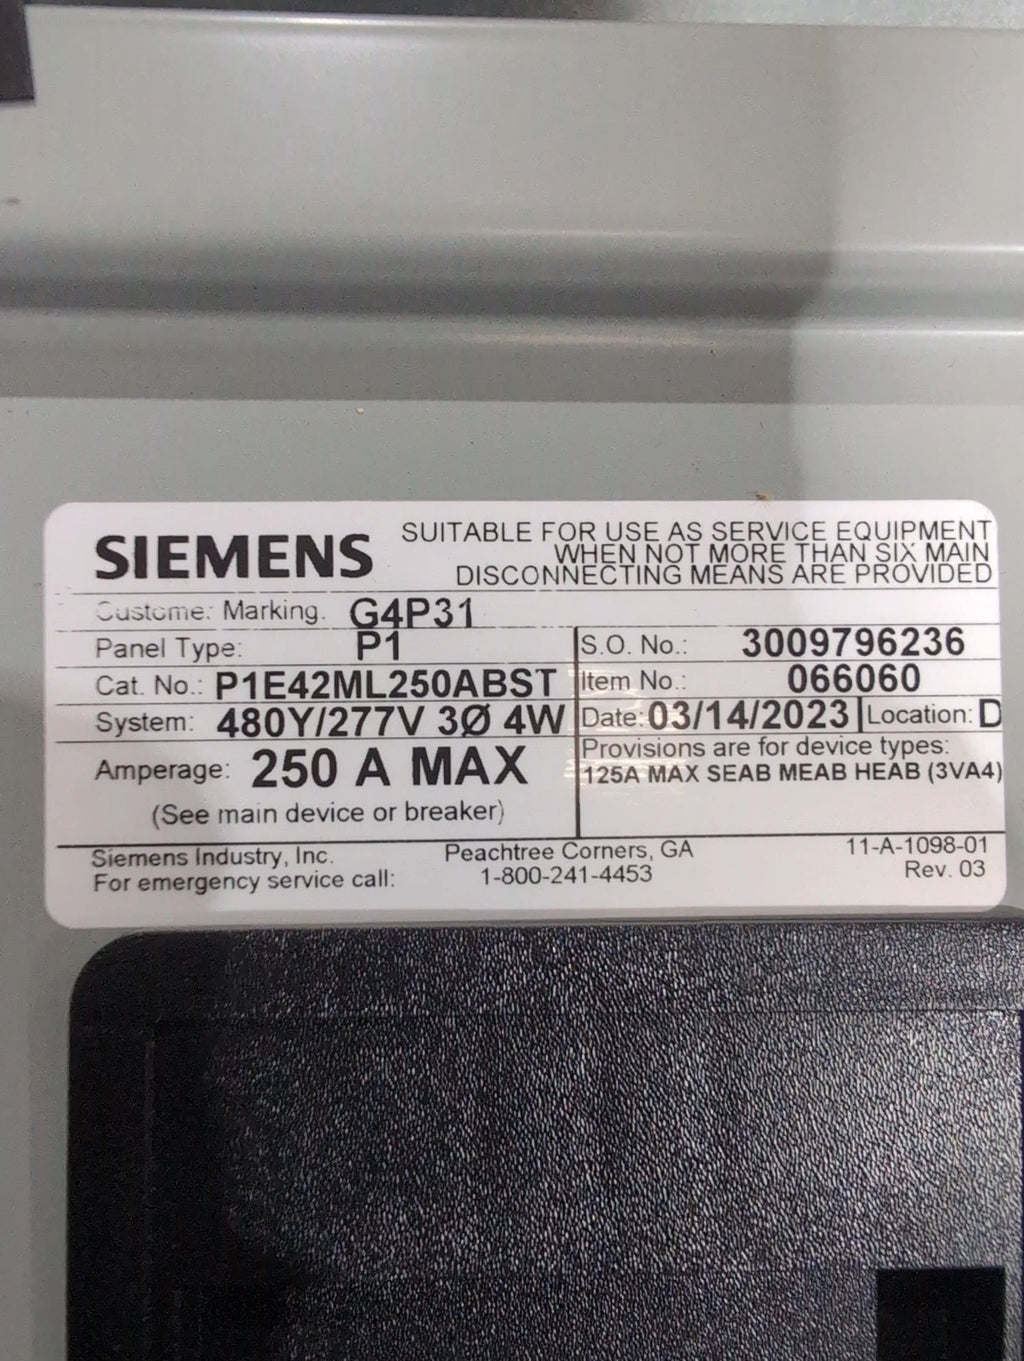 SIEMENS
SUITABLE FOR USE AS SERVICE EQUIPMENT
WHEN NOT MORE THAN SIX MAIN
DISCONNECTING MEANS ARE PROVIDED
Custome. Marking. G4P31
Panel Type: P1
S.O. No.: 3009796236
Cat. No.: P1E42ML250ABST
Item No.: 066060
System: 480Y/277V 3Ø 4W
Date: 03/14/2023 Location: D
Amperage: 250 A MAX
(See main device or breaker)
Provisions are for device types:
125A MAX SEAB MEAB HEAB (3VA4)
Siemens Industry, Inc. Peachtree Corners, GA 11-A-1098-01
For emergency service call: 1-800-241-4453 Rev. 03